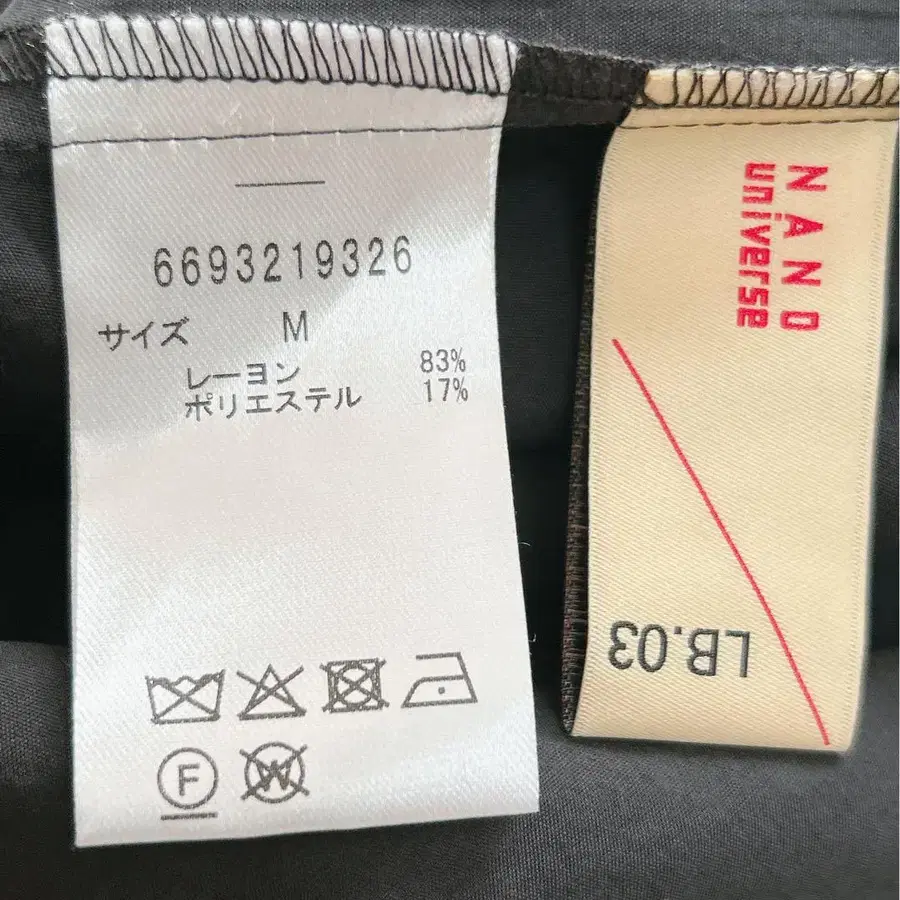 6693219326
サイズ M
レーヨン 83%
ポリエステル 17%
F
W
NANO
universe
LB.03